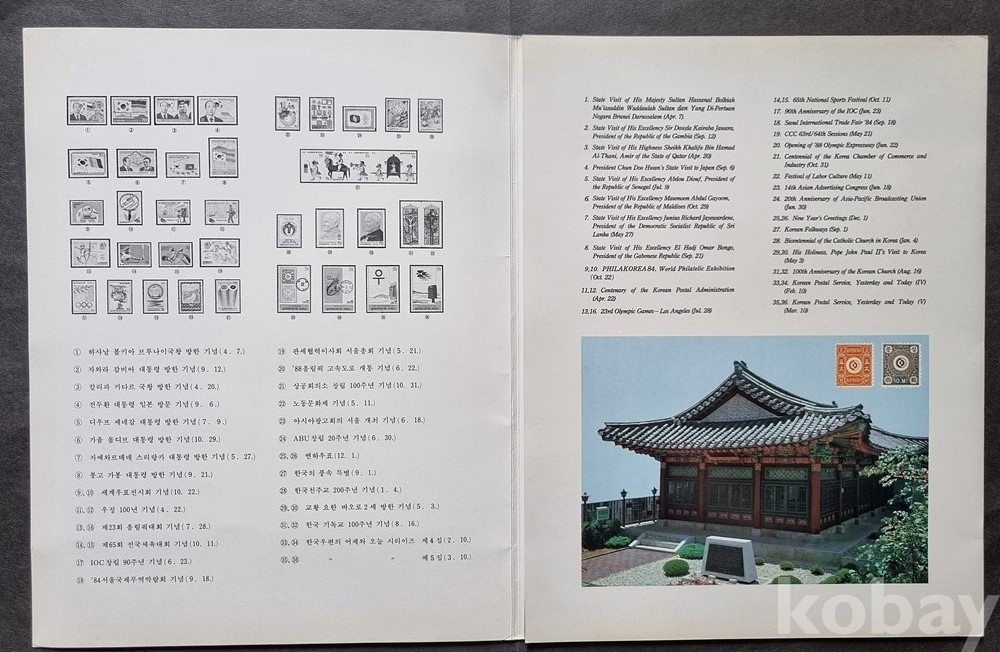 ① 하사날 볼키아 브루나이국왕 방한 기념(4. 7.)
② 자와라 감비아 대통령 방한 기념(9. 12.)
③ 칼리파 카타르 국왕 방한 기념(4. 20.)
④ 전두환 대통령 일본 방문 기념(9. 6.)
⑤ 디우프 세네갈 대통령 방한 기념(7. 9.)
⑥ 가윰 몰디브 대통령 방한 기념(10. 29.)
⑦ 자예와르데네 스리랑카 대통령 방한 기념(5. 27.)
⑧ 봉고 가봉 대통령 방한 기념(9. 21.)
⑨, ⑩ 세계우표전시회 기념(10. 22.)
⑪, ⑫ 우정 100년 기념(4. 22.)
⑬, ⑯ 제23회 올림픽대회 기념(7. 28.)
⑭, ⑮ 제65회 전국체육대회 기념(10. 11.)
⑰ IOC창립 90주년 기념(6. 23.)
⑱ '84서울국제무역박람회 기념(9. 18.)
⑲ 관세협력이사회 서울총회 기념(5. 21.)
⑳ '88올림픽 고속도로 개통 기념(6. 22.)
㉑ 상공회의소 창립 100주년 기념(10. 31.)
㉒ 노동문화제 기념(5. 11.)
㉓ 아시아광고회의 서울 개최 기념(6. 18.)
㉔ ABU창립 20주년 기념(6. 30.)
㉕, ㉖ 연하우표(12. 1.)
㉗ 한국의 풍속 특별(9. 1.)
㉘ 한국천주교 200주년 기념(1. 4.)
㉙, ㉚ 교황 요한 바오로2세 방한 기념(5. 3.)
㉛, ㉜ 한국 기독교 100주년 기념(8. 16.)
㉝, ㉞ 한국우편의 어제와 오늘 시리이즈 제4집(2. 10.)
㉟, ㊱ 〃 〃 제5집(3. 10.)
1. State Visit of His Majesty Sultan Hassanal Bolkiah
Mu'izzaddin Waddaulah Sultan dan Yang Di-Pertuan
Negara Brunei Darussalam (Apr. 7).
2. State Visit of His Excellency Sir Dawda Kairaba Jawara,
President of the Republic of the Gambia (Sep. 12)
3. State Visit of His Highness Sheikh Khalifa Bin Hamad
Al-Thani, Amir of the State of Qatar (Apr. 20)
4. President Chun Doo Hwan's State Visit to Japan (Sep. 6)
5. State Visit of His Excellency Abdou Diouf, President of
the Republic of Senegal (Jul. 9)
6. State Visit of His Excellency Maumoon Abdul Gayoom,
President of the Republic of Maldives (Oct. 29)
7. State Visit of His Excellency Junius Richard Jayewardene,
President of the Democratic Socialist Republic of Sri
Lanka (May 27)
8. State Visit of His Excellency El Hadj Omar Bongo,
President of the Gabonese Republic (Sep. 21)
9,10. PHILAKOREA84, World Philatelic Exhibition
(Oct. 22)
11,12. Centenary of the Korean Postal Administration
(Apr. 22)
13,16. 23rd Olympic Games – Los Angeles (Jul. 28)
14,15. 65th National Sports Festival (Oct. 11)
17. 90th Anniversary of the IOC (Jun. 23)
18. Seoul International Trade Fair '84 (Sep. 18)
19. CCC 63rd/64th Sessions (May 21)
20. Opening of '88 Olympic Expressway (Jun. 22)
21. Centennial of the Korea Chamber of Commerce and
Industry (Oct. 31)
22. Festival of Labor Culture (May 11)
23. 14th Asian Advertising Congress (Jun. 18)
24. 20th Anniversary of Asia-Pacific Broadcasting Union
(Jun. 30)
25,26. New Year's Greetings (Dec. 1)
27. Korean Folkways (Sep. 1)
28. Bicentennial of the Catholic Church in Korea (Jan. 4)
29,30. His Holiness, Pope John Paul II's Visit to Korea
(May 3)
31,32. 100th Anniversary of the Korean Church (Aug. 16)
33,34. Korean Postal Service, Yesterday and Today (IV)
(Feb. 10)
35,36. Korean Postal Service, Yesterday and Today (V)
(Mar. 10)
kobay